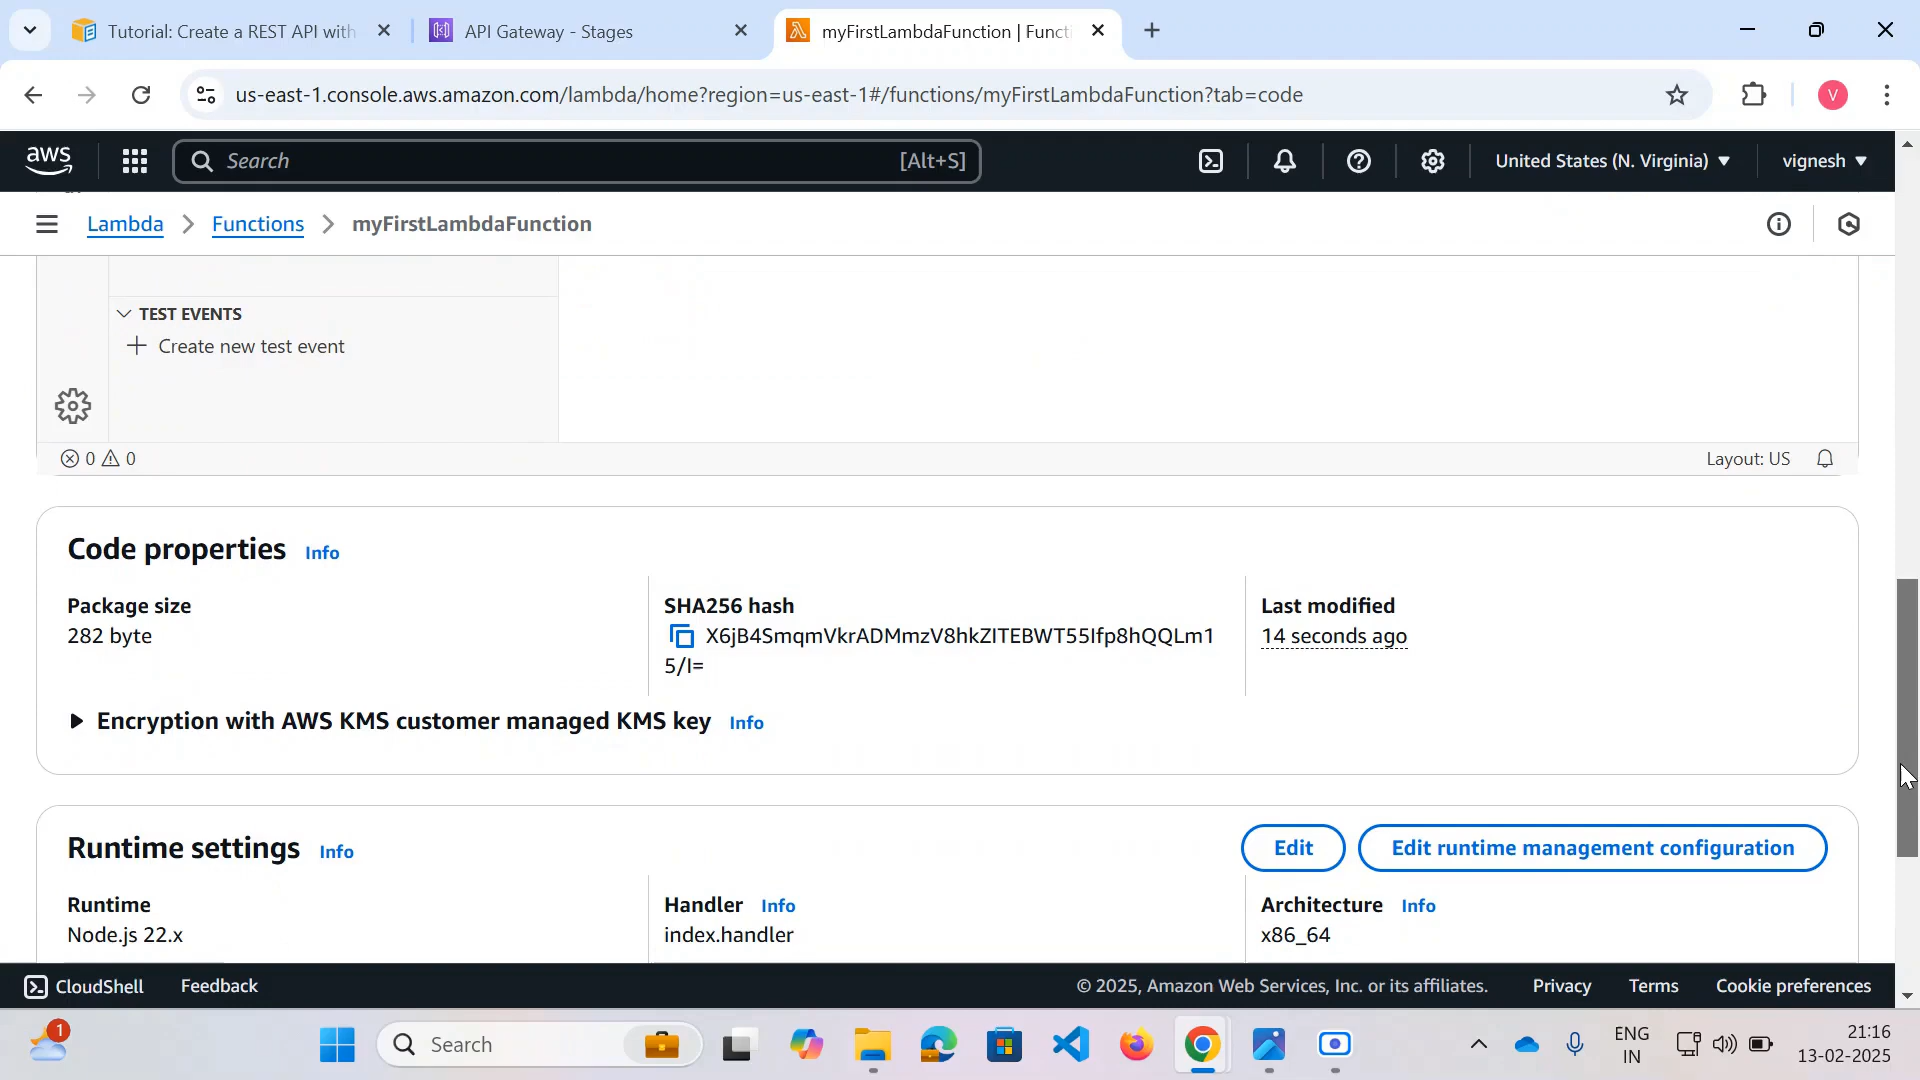 Tutorial: Create a REST API with
API Gateway - Stages
myFirstLambdaFunction | Functi
us-east-1.console.aws.amazon.com/lambda/home?region=us-east-1#/functions/myFirstLambdaFunction?tab=code
V
aws
Search
[Alt+S]
United States (N. Virginia)
vignesh
Lambda
Functions
myFirstLambdaFunction
TEST EVENTS
Create new test event
0 0
Layout: US
Code properties
Info
Package size
282 byte
SHA256 hash
X6jB4SmqmVkrADMmzV8hkZITEBWT55Ifp8hQQLm1
5/I=
Last modified
14 seconds ago
Encryption with AWS KMS customer managed KMS key
Info
Runtime settings
Info
Edit
Edit runtime management configuration
Runtime
Node.js 22.x
Handler
Info
index.handler
Architecture
Info
x86_64
CloudShell
Feedback
© 2025, Amazon Web Services, Inc. or its affiliates.
Privacy
Terms
Cookie preferences
1
Search
ENG
IN
21:16
13-02-2025